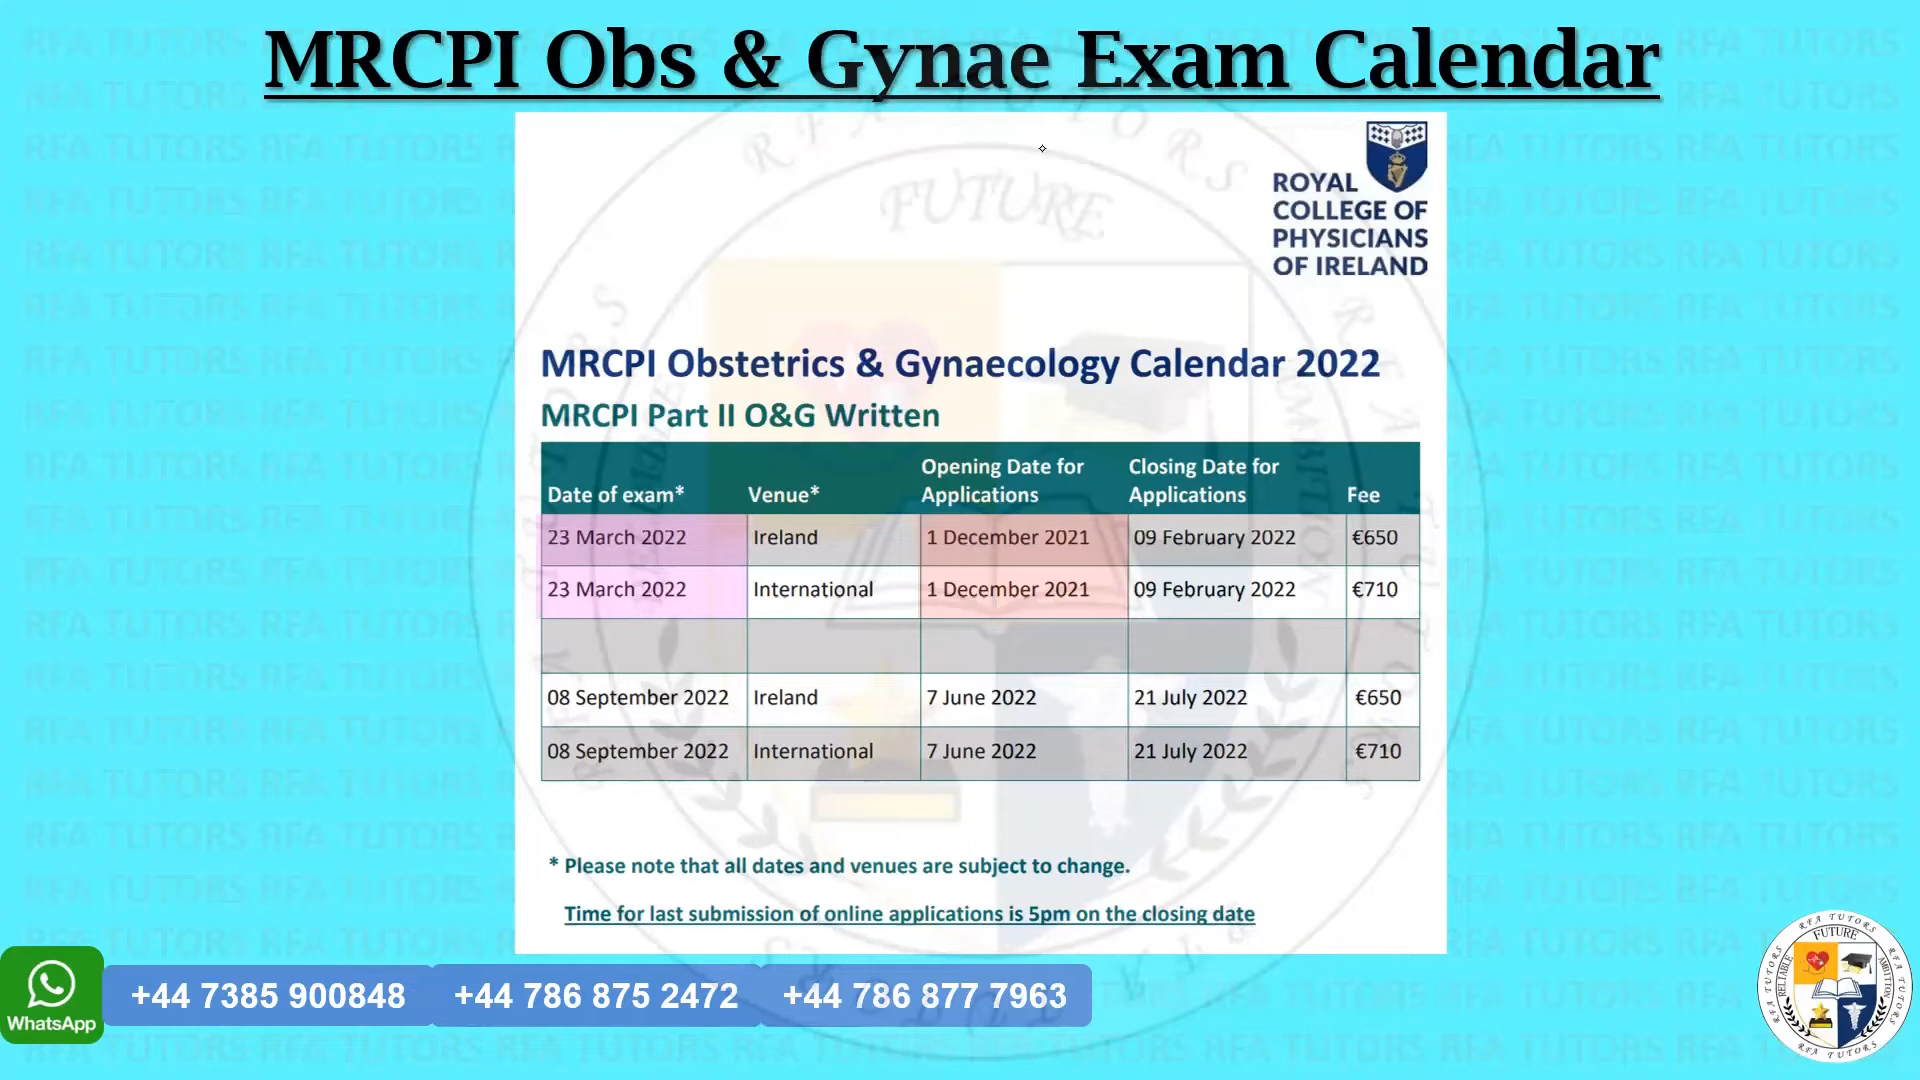 MRCPI Obs & Gynae Exam Calendar
ROYAL
COLLEGE OF
PHYSICIANS
OF IRELAND
MRCPI Obstetrics & Gynaecology Calendar 2022
MRCPI Part II O&G Written
Date of exam* Venue* Opening Date for Applications Closing Date for Applications Fee
23 March 2022 Ireland 1 December 2021 09 February 2022 €650
23 March 2022 International 1 December 2021 09 February 2022 €710
08 September 2022 Ireland 7 June 2022 21 July 2022 €650
08 September 2022 International 7 June 2022 21 July 2022 €710
* Please note that all dates and venues are subject to change.
Time for last submission of online applications is 5pm on the closing date
WhatsApp
+44 7385 900848 +44 786 875 2472 +44 786 877 7963
RFA TUTORS
FUTURE
RELIABLE
AMBITION